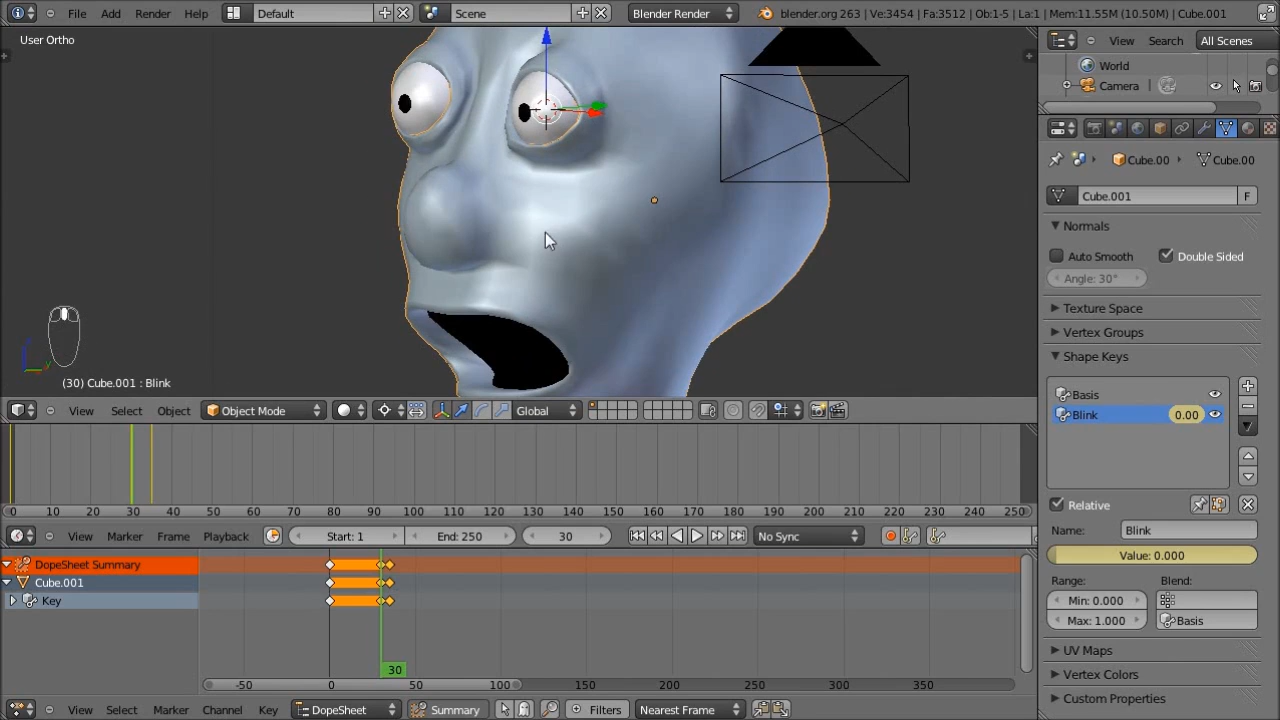 File Add Render Help Default Scene Blender Render blender.org 263 | Ve:3454 | Fa:3512 | Ob:1-5 | La:1 | Mem:11.55M (10.50M) | Cube.001
User Ortho
View Search All Scenes
World
Camera
Cube.00 Cube.00
Cube.001 F
Normals
Auto Smooth Double Sided
Angle: 30°
Texture Space
Vertex Groups
Shape Keys
Basis
Blink 0.00
Relative
Name: Blink
Value: 0.000
Range: Blend:
Min: 0.000
Max: 1.000 Basis
UV Maps
Vertex Colors
Custom Properties
(30) Cube.001 : Blink
View Select Object Object Mode Global
0 10 20 30 40 50 60 70 80 90 100 110 120 130 140 150 160 170 180 190 200 210 220 230 240 250
View Marker Frame Playback Start: 1 End: 250 30 No Sync
DopeSheet Summary
Cube.001
Key
30
-50 0 50 100 150 200 250 300 350
View Select Marker Channel Key DopeSheet Summary Filters Nearest Frame